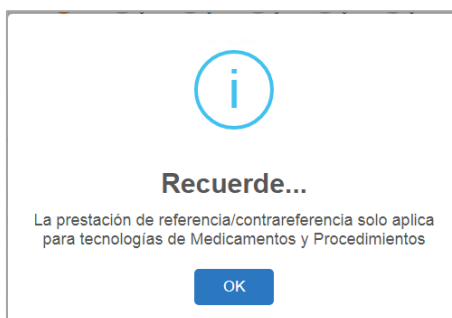 i
Recuerde...
La prestación de referencia/contrareferencia solo aplica
para tecnologías de Medicamentos y Procedimientos
OK